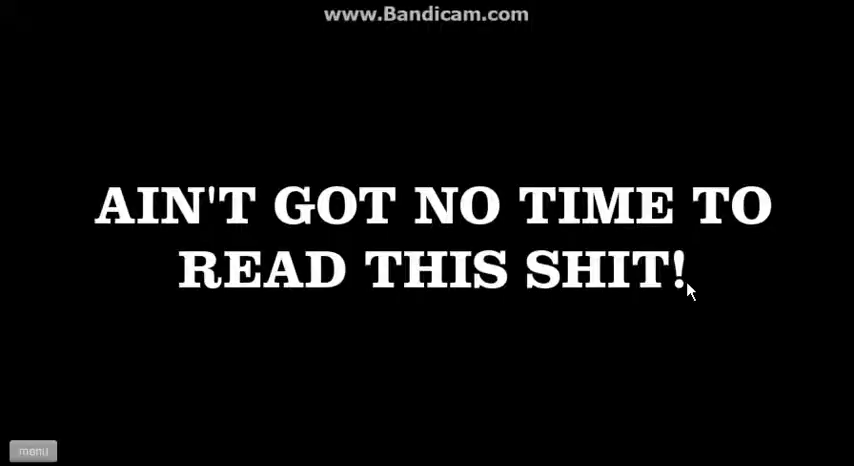 www.Bandicam.com
AIN'T GOT NO TIME TO
READ THIS SHIT!
menu